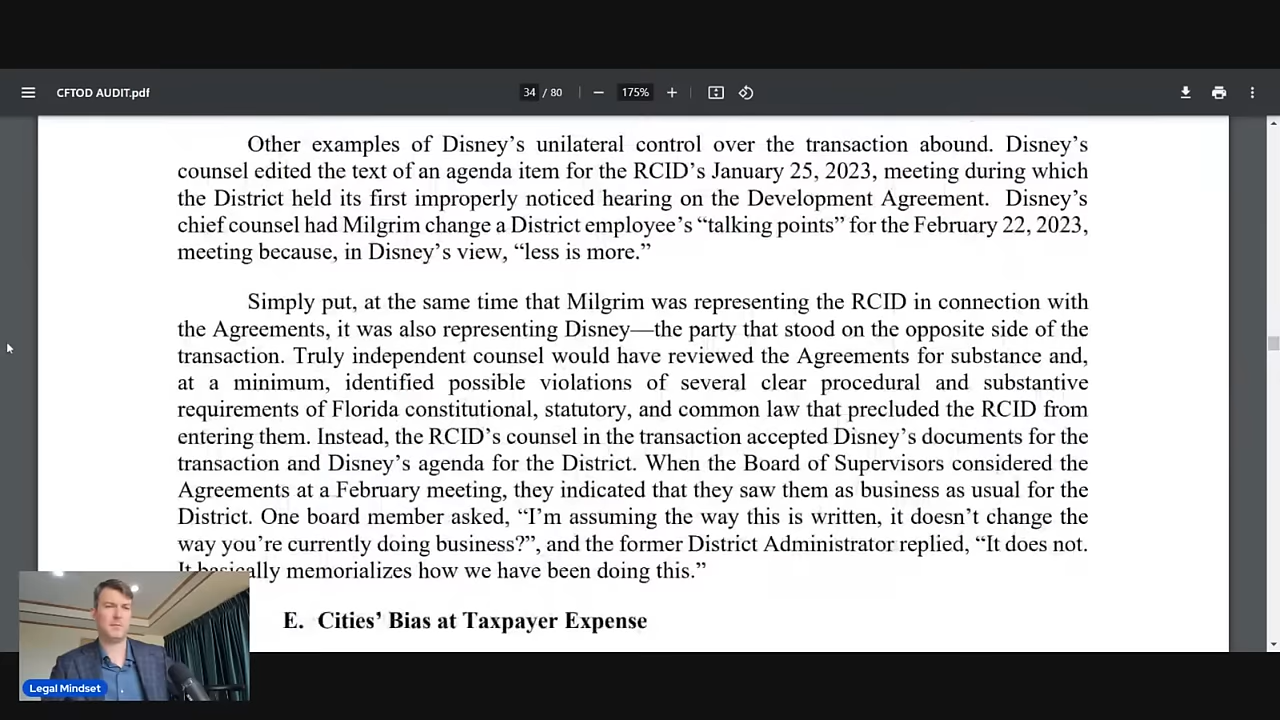 CFTOD AUDIT.pdf
34 / 80
175%
Other examples of Disney’s unilateral control over the transaction abound. Disney’s
counsel edited the text of an agenda item for the RCID’s January 25, 2023, meeting during which
the District held its first improperly noticed hearing on the Development Agreement. Disney’s
chief counsel had Milgrim change a District employee’s “talking points” for the February 22, 2023,
meeting because, in Disney’s view, “less is more.”
Simply put, at the same time that Milgrim was representing the RCID in connection with
the Agreements, it was also representing Disney—the party that stood on the opposite side of the
transaction. Truly independent counsel would have reviewed the Agreements for substance and,
at a minimum, identified possible violations of several clear procedural and substantive
requirements of Florida constitutional, statutory, and common law that precluded the RCID from
entering them. Instead, the RCID’s counsel in the transaction accepted Disney’s documents for the
transaction and Disney’s agenda for the District. When the Board of Supervisors considered the
Agreements at a February meeting, they indicated that they saw them as business as usual for the
District. One board member asked, “I’m assuming the way this is written, it doesn’t change the
way you’re currently doing business?”, and the former District Administrator replied, “It does not.
It basically memorializes how we have been doing this.”
E. Cities’ Bias at Taxpayer Expense
Legal Mindset